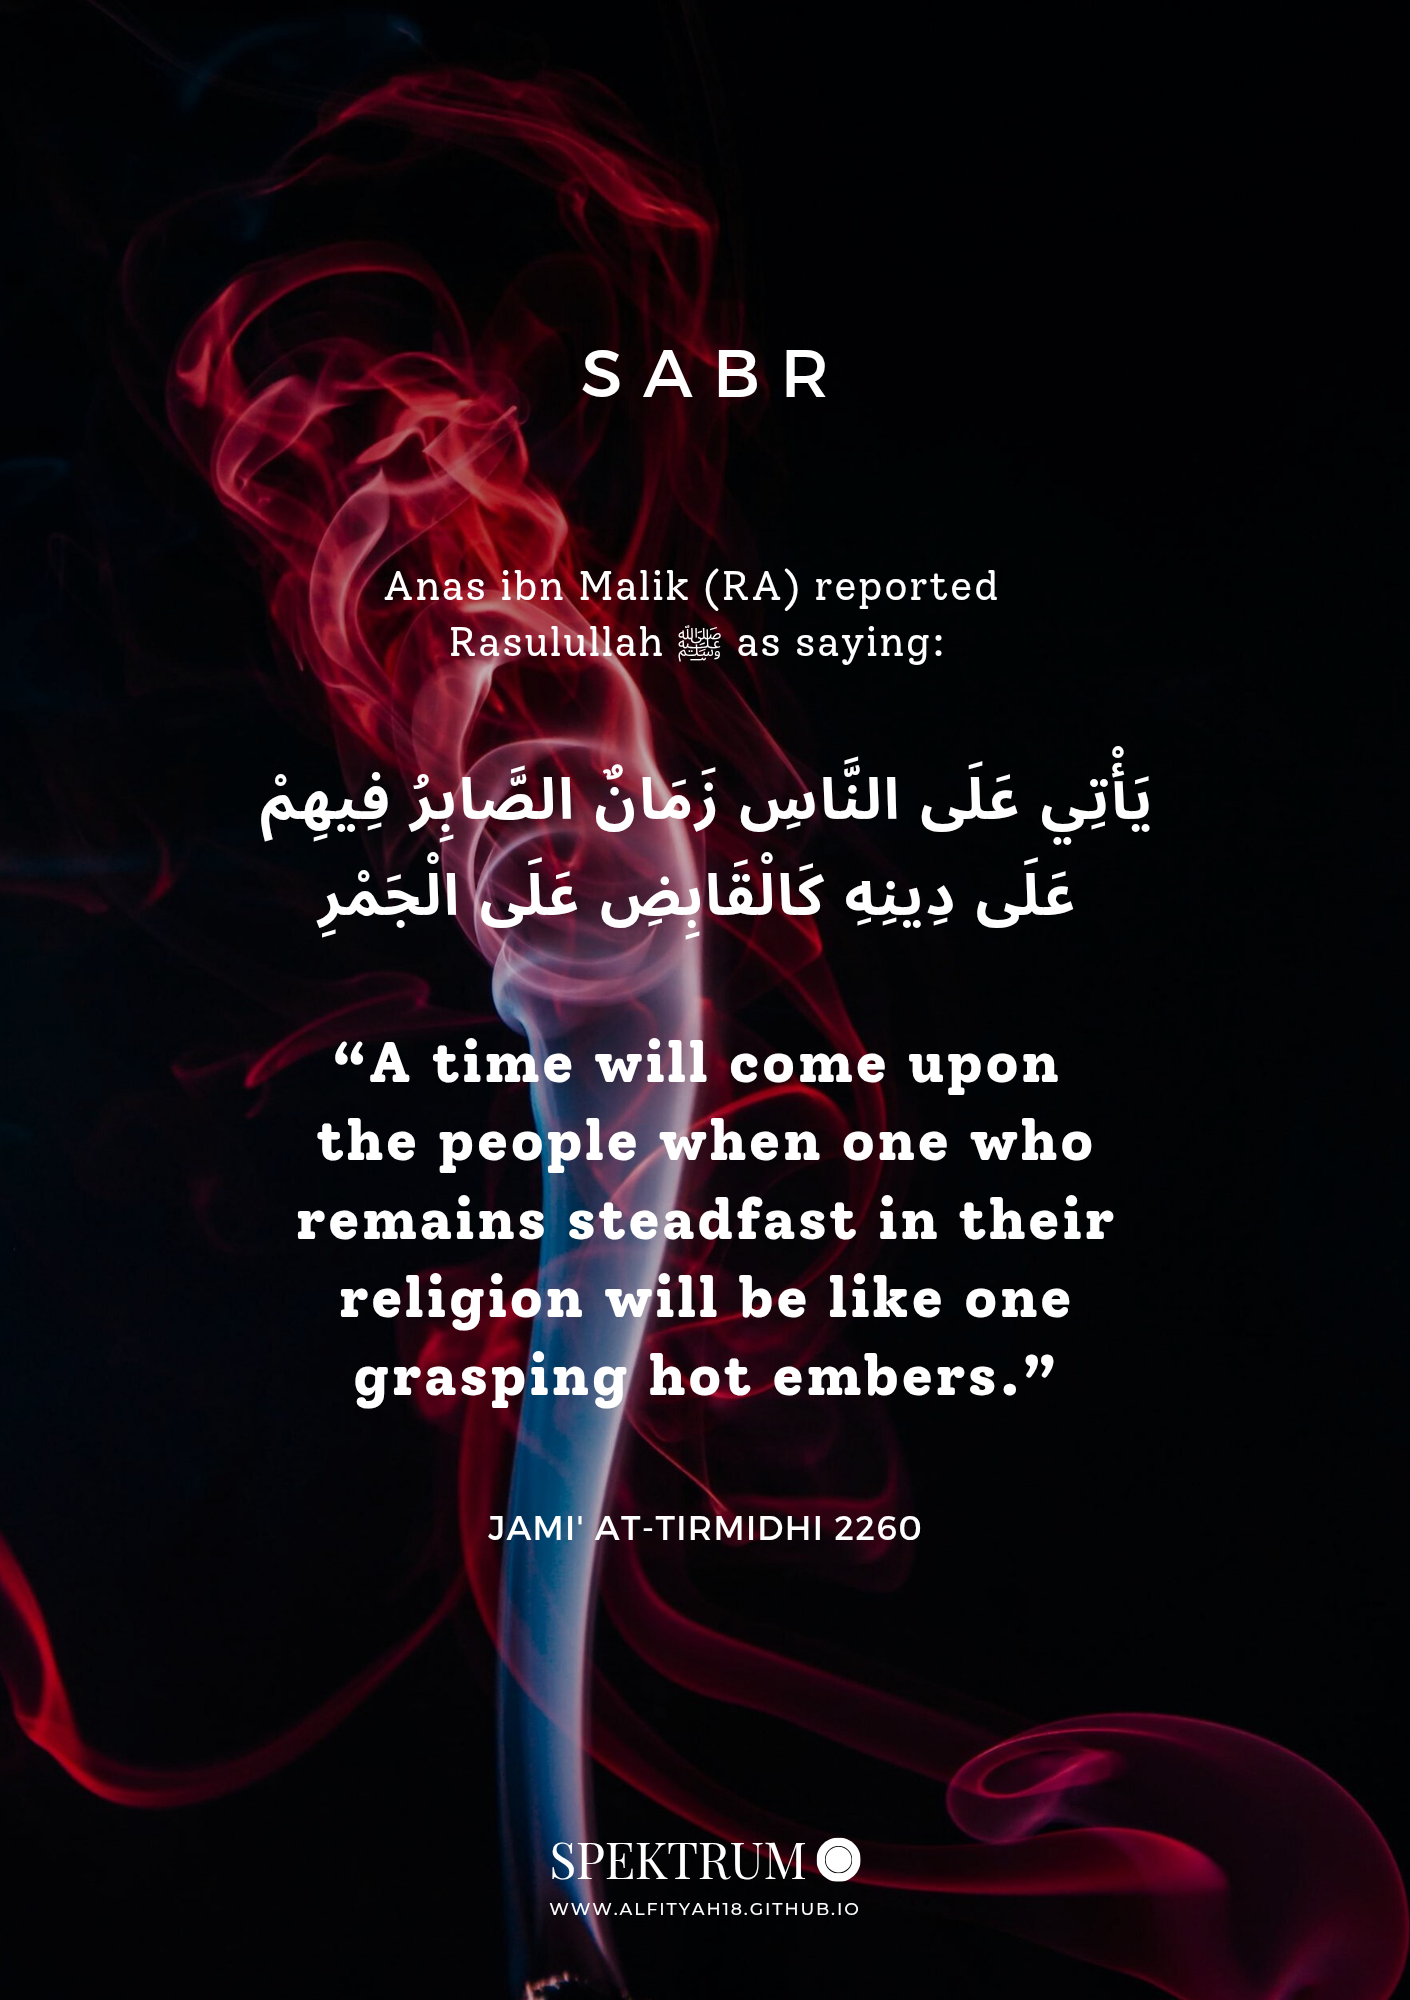 SABR
Anas ibn Malik (RA) reported
Rasulullah ﷺ as saying:
يَأْتِي عَلَى النَّاسِ زَمَانٌ الصَّابِرُ فِيهِمْ
عَلَى دِينِهِ كَالْقَابِضِ عَلَى الْجَمْرِ
“A time will come upon
the people when one who
remains steadfast in their
religion will be like one
grasping hot embers.”
JAMI' AT-TIRMIDHI 2260
SPEKTRUM
WWW.ALFITYAH18.GITHUB.IO